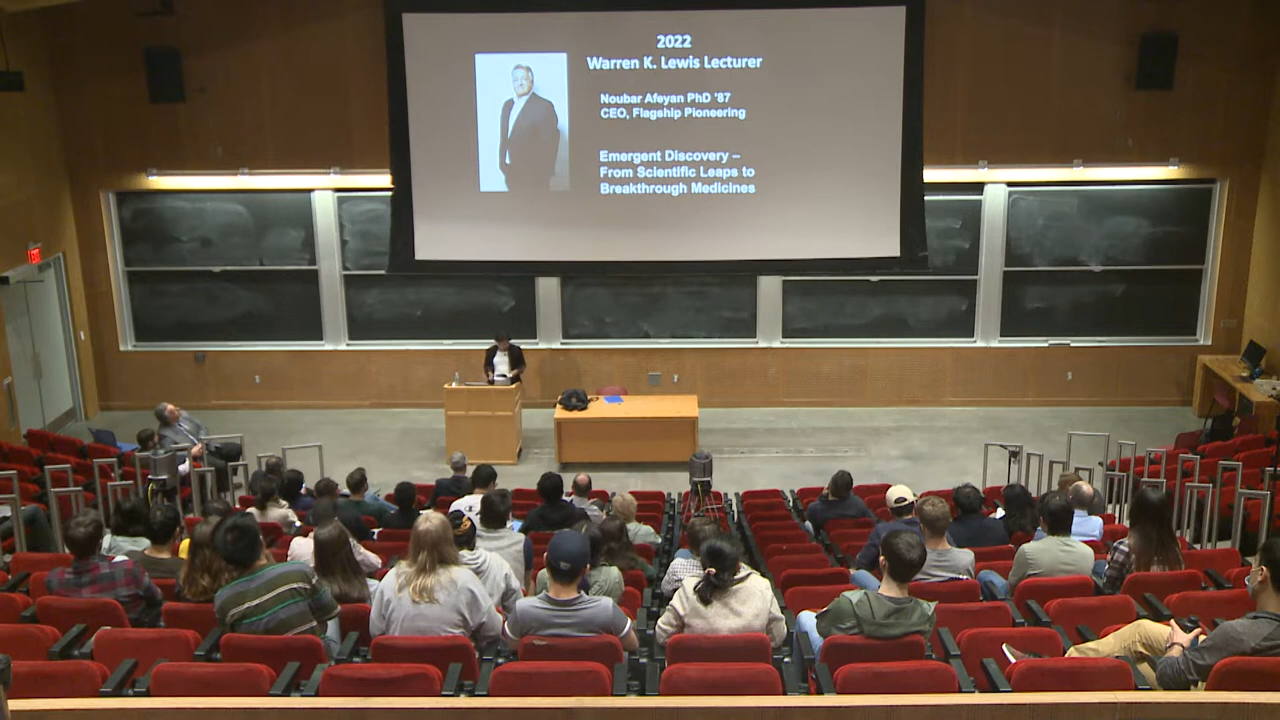 2022
Warren K. Lewis Lecturer
Noubar Afeyan PhD '87
CEO, Flagship Pioneering
Emergent Discovery –
From Scientific Leaps to
Breakthrough Medicines
EXIT